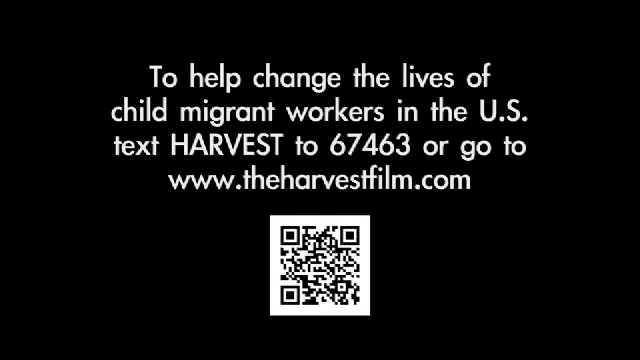 To help change the lives of
child migrant workers in the U.S.
text HARVEST to 67463 or go to
www.theharvestfilm.com